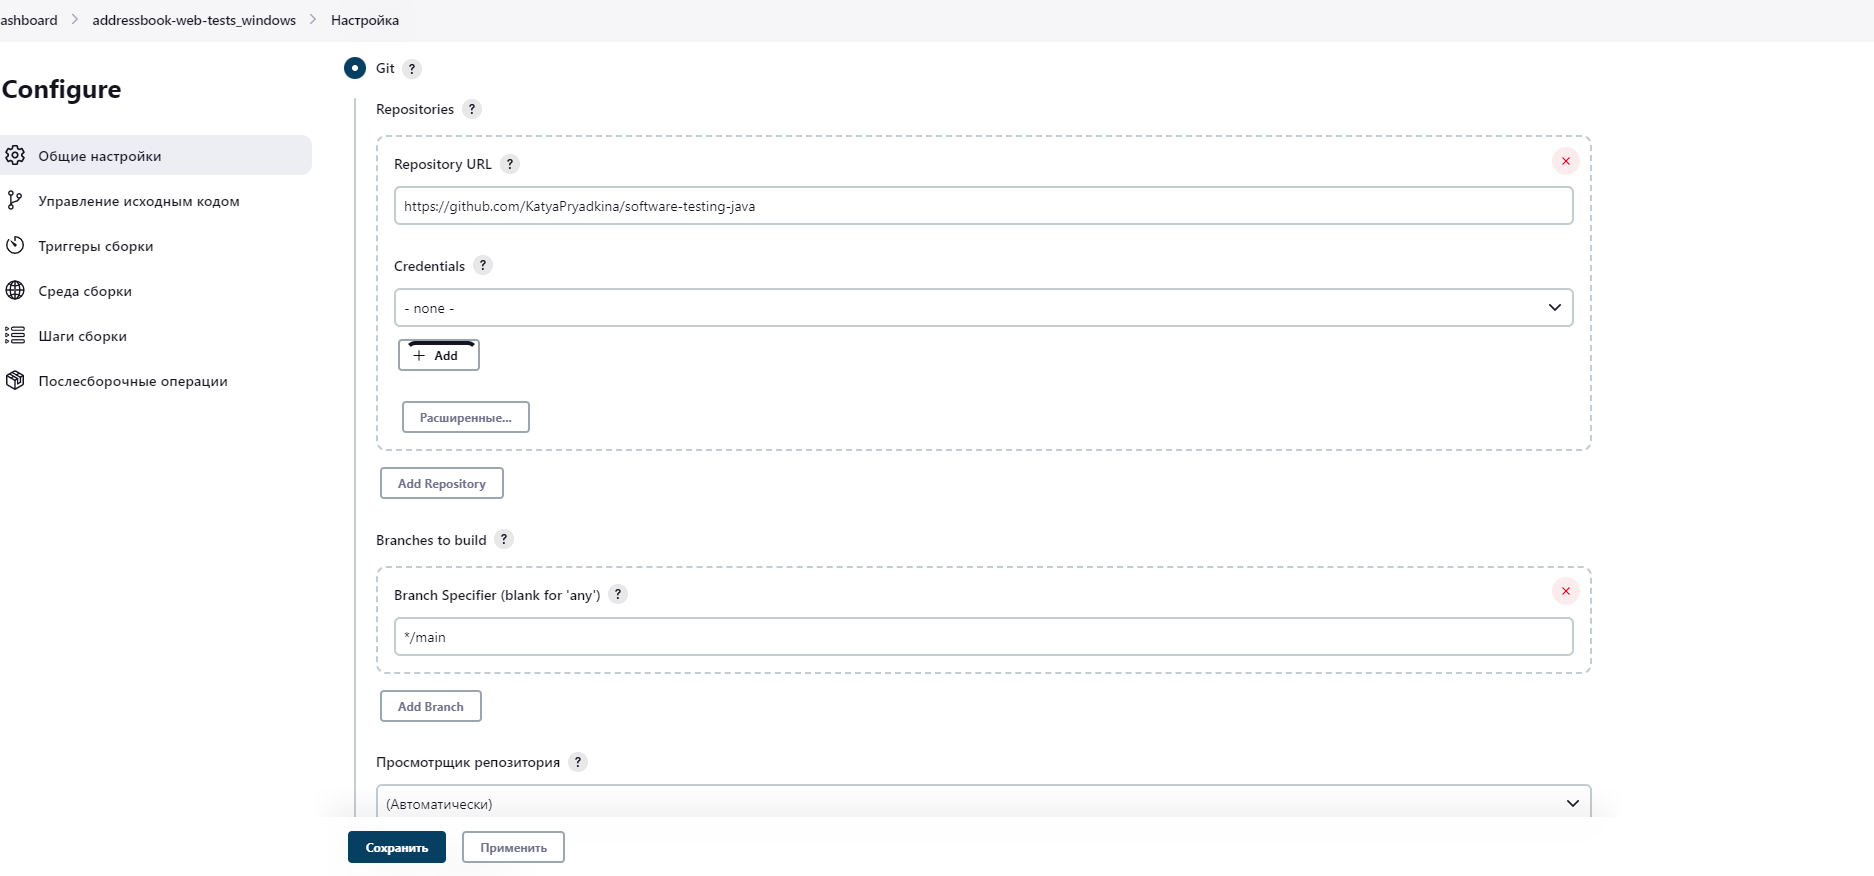 ashboard > addressbook-web-tests_windows > Настройка
Configure
Общие настройки
Управление исходным кодом
Триггеры сборки
Среда сборки
Шаги сборки
Послесборочные операции
Git ?
Repositories ?
Repository URL ?
https://github.com/KatyaPryadkina/software-testing-java
Credentials ?
- none -
+ Add
Расширенные...
Add Repository
Branches to build ?
Branch Specifier (blank for 'any') ?
*/main
Add Branch
Просмотрщик репозитория ?
(Автоматически)
Сохранить Применить